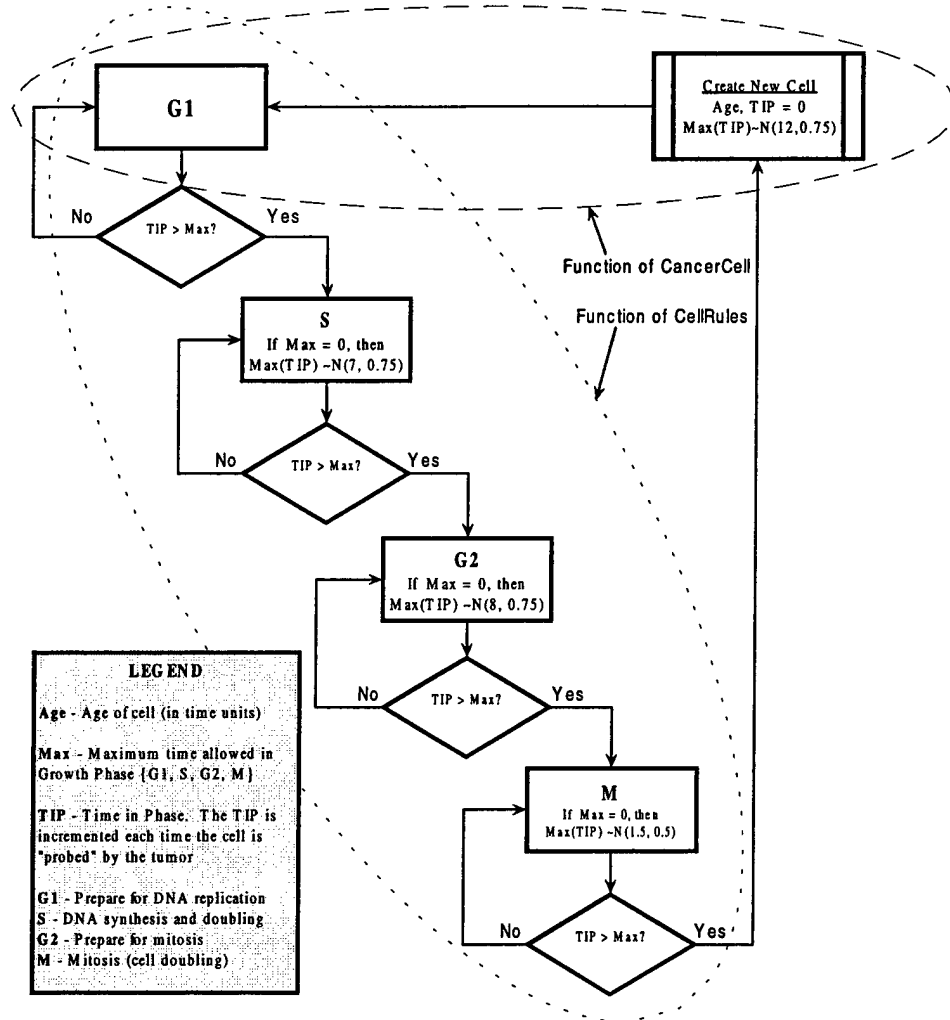 G1
Create New Cell
Age, TIP = 0
Max(TIP)~N(12,0.75)
No
TIP > Max?
Yes
Function of CancerCell
Function of CellRules
S
If Max = 0, then
Max(TIP) ~N(7, 0.75)
No
TIP > Max?
Yes
G2
If Max = 0, then
Max(TIP) ~N(8, 0.75)
No
TIP > Max?
Yes
M
If Max = 0, then
Max(TIP) ~N(1.5, 0.5)
No
TIP > Max?
Yes
LEGEND
Age - Age of cell (in time units)
Max - Maximum time allowed in
Growth Phase {G1, S, G2, M}
TIP - Time in Phase. The TIP is
incremented each time the cell is
"probed" by the tumor
G1 - Prepare for DNA replication
S - DNA synthesis and doubling
G2 - Prepare for mitosis
M - Mitosis (cell doubling)